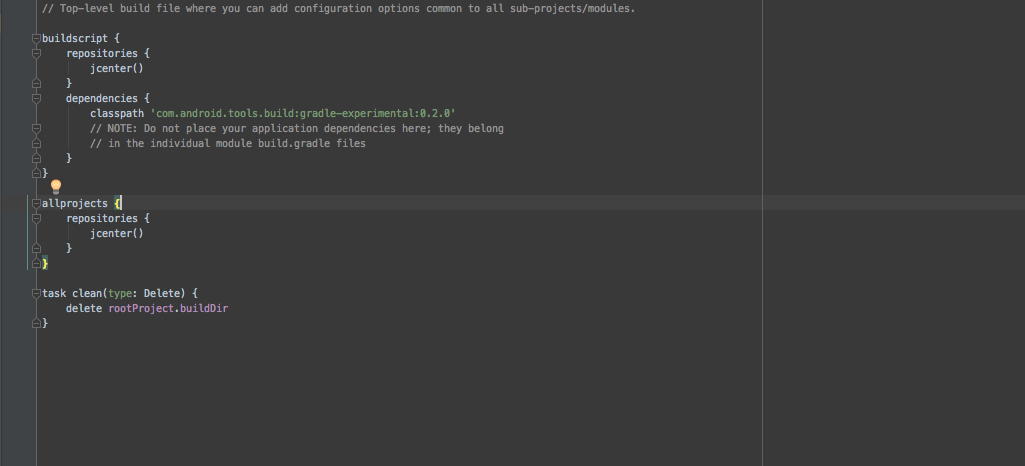 // Top-level build file where you can add configuration options common to all sub-projects/modules.
buildscript {
repositories {
jcenter()
}
dependencies {
classpath 'com.android.tools.build:gradle-experimental:0.2.0'
// NOTE: Do not place your application dependencies here; they belong
// in the individual module build.gradle files
}
}
allprojects {
repositories {
jcenter()
}
}
task clean(type: Delete) {
delete rootProject.buildDir
}